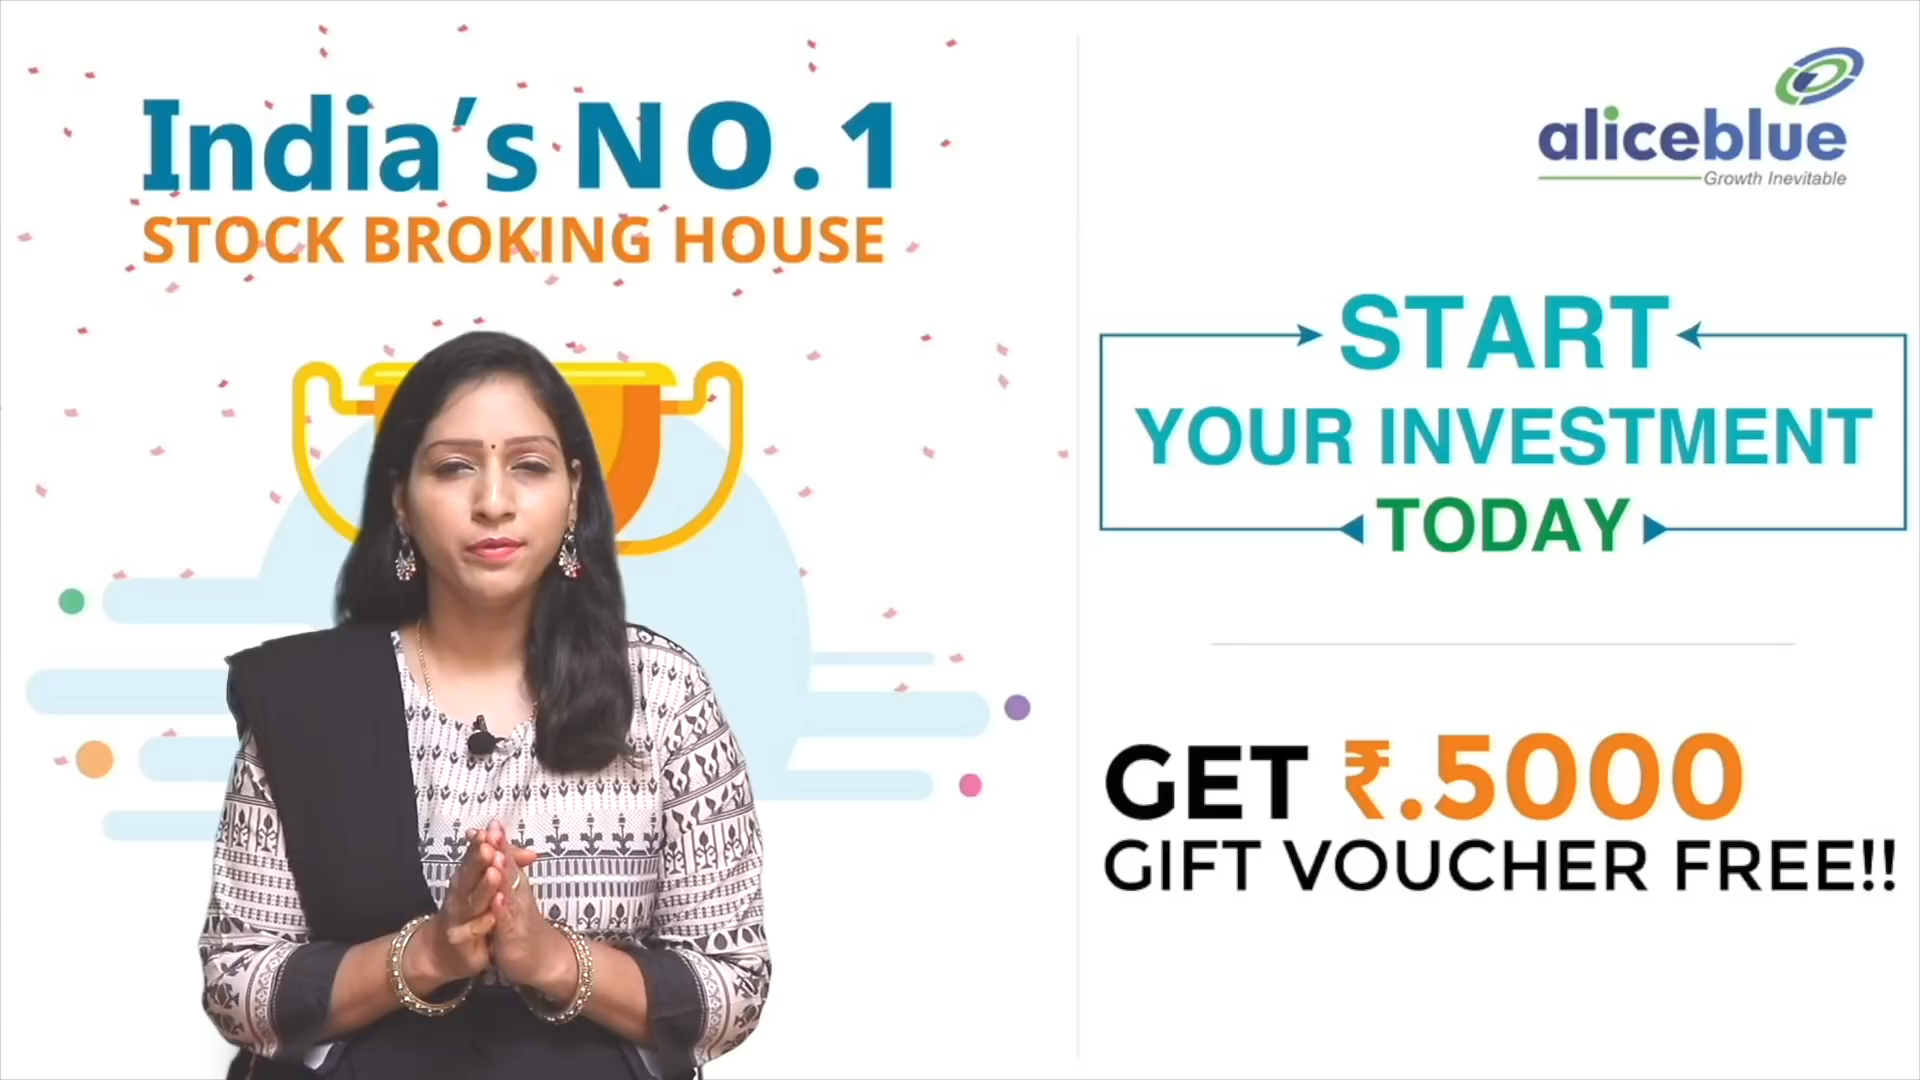 India's NO.1
STOCK BROKING HOUSE
aliceblue
Growth Inevitable
START
YOUR INVESTMENT
TODAY
GET ₹.5000
GIFT VOUCHER FREE!!